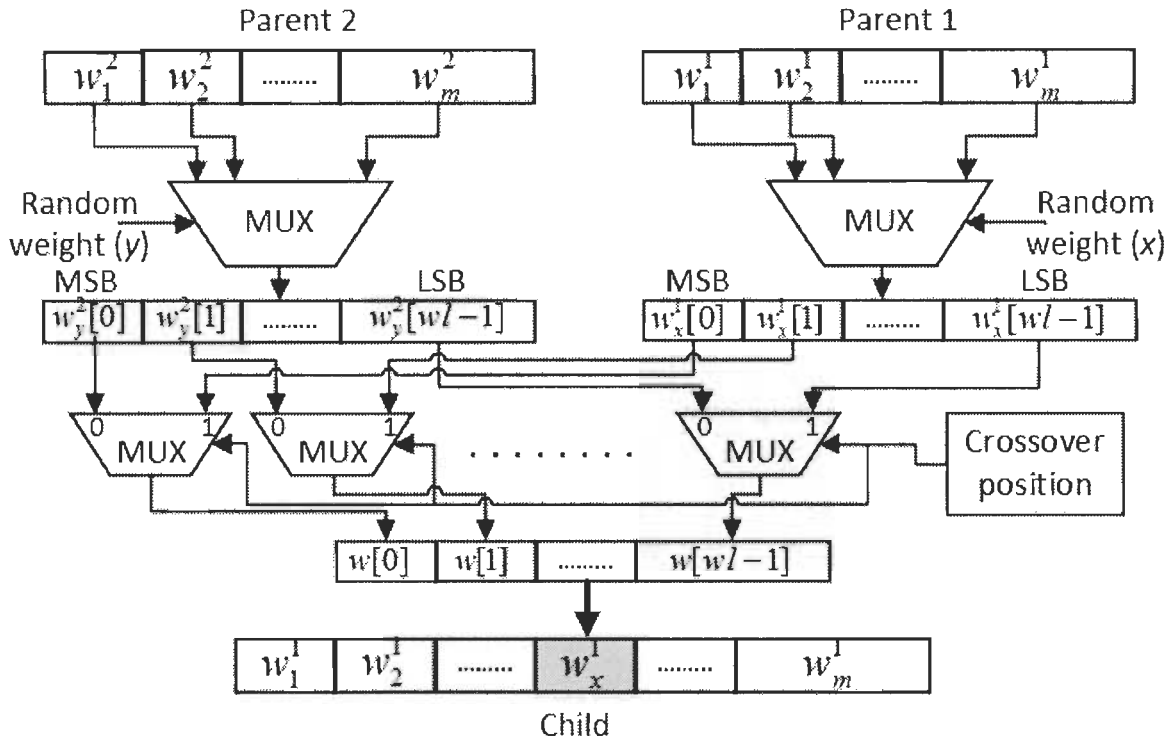 Parent 2 Parent 1
w_1^2 w_2^2 ......... w_m^2 w_1^1 w_2^1 ......... w_m^1
MUX MUX
Random
weight (y)
Random
weight (x)
MSB LSB MSB LSB
w_y^2[0] w_y^2[1] ......... w_y^2[wl−1] w_x^1[0] w_x^1[1] ......... w_x^1[wl−1]
0 1 0 1 0 1
MUX MUX . . . . . . . . MUX
Crossover
position
w[0] w[1] ......... w[wl−1]
w_1^1 w_2^1 ......... w_x^1 ......... w_m^1
Child